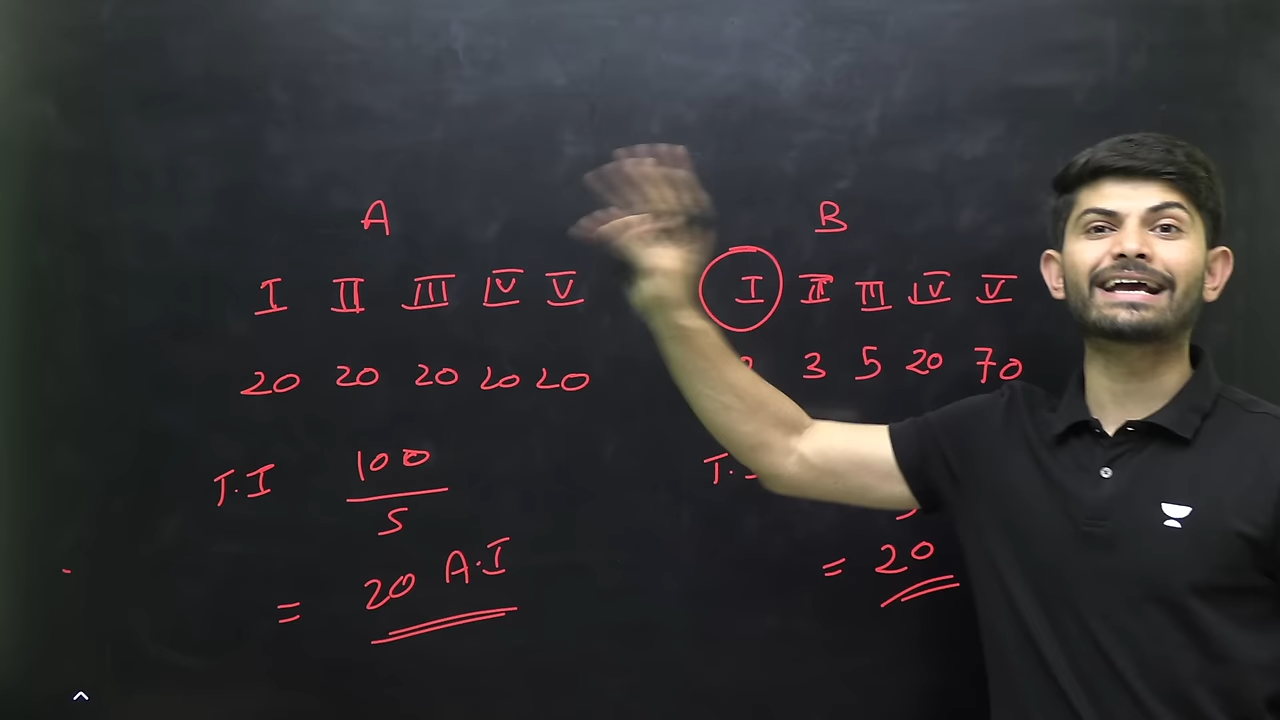 A B
I II III IV V I II III IV V
20 20 20 20 20 3 5 20 70
T.I 100 T.
5
= 20 A.I = 20